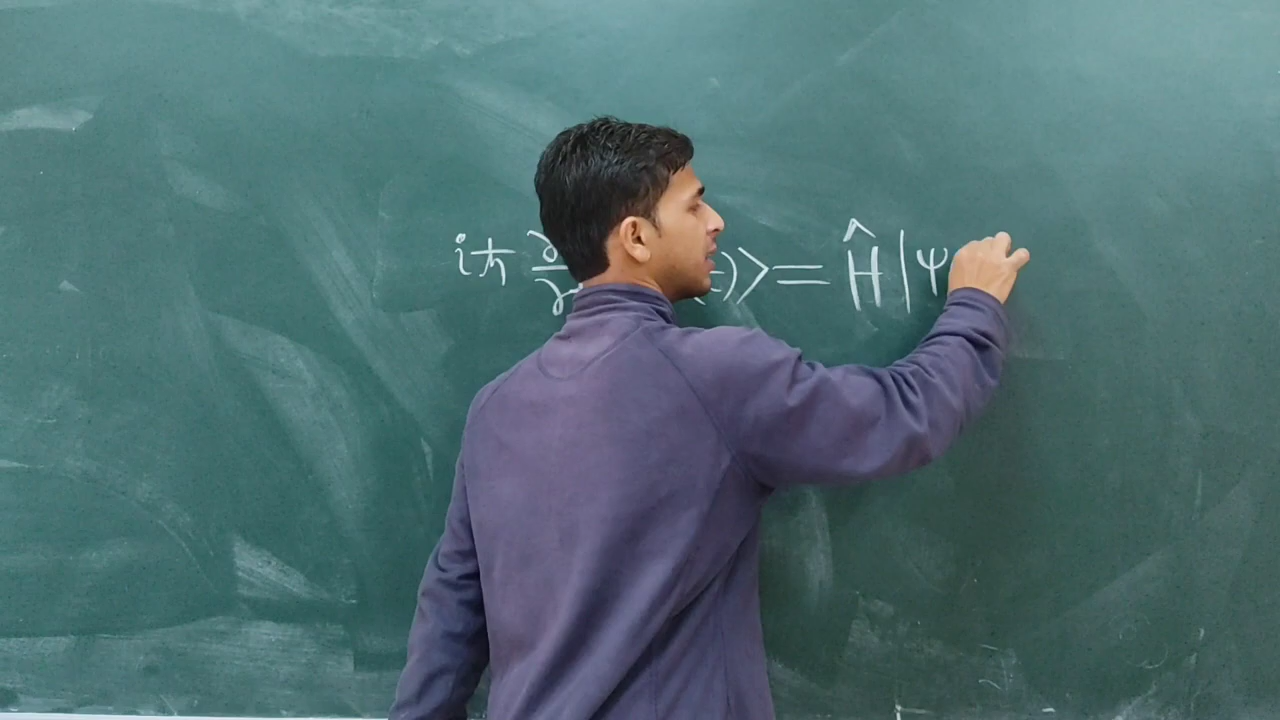 iℏ ∂/∂ t)⟩ = Ĥ |Ψ